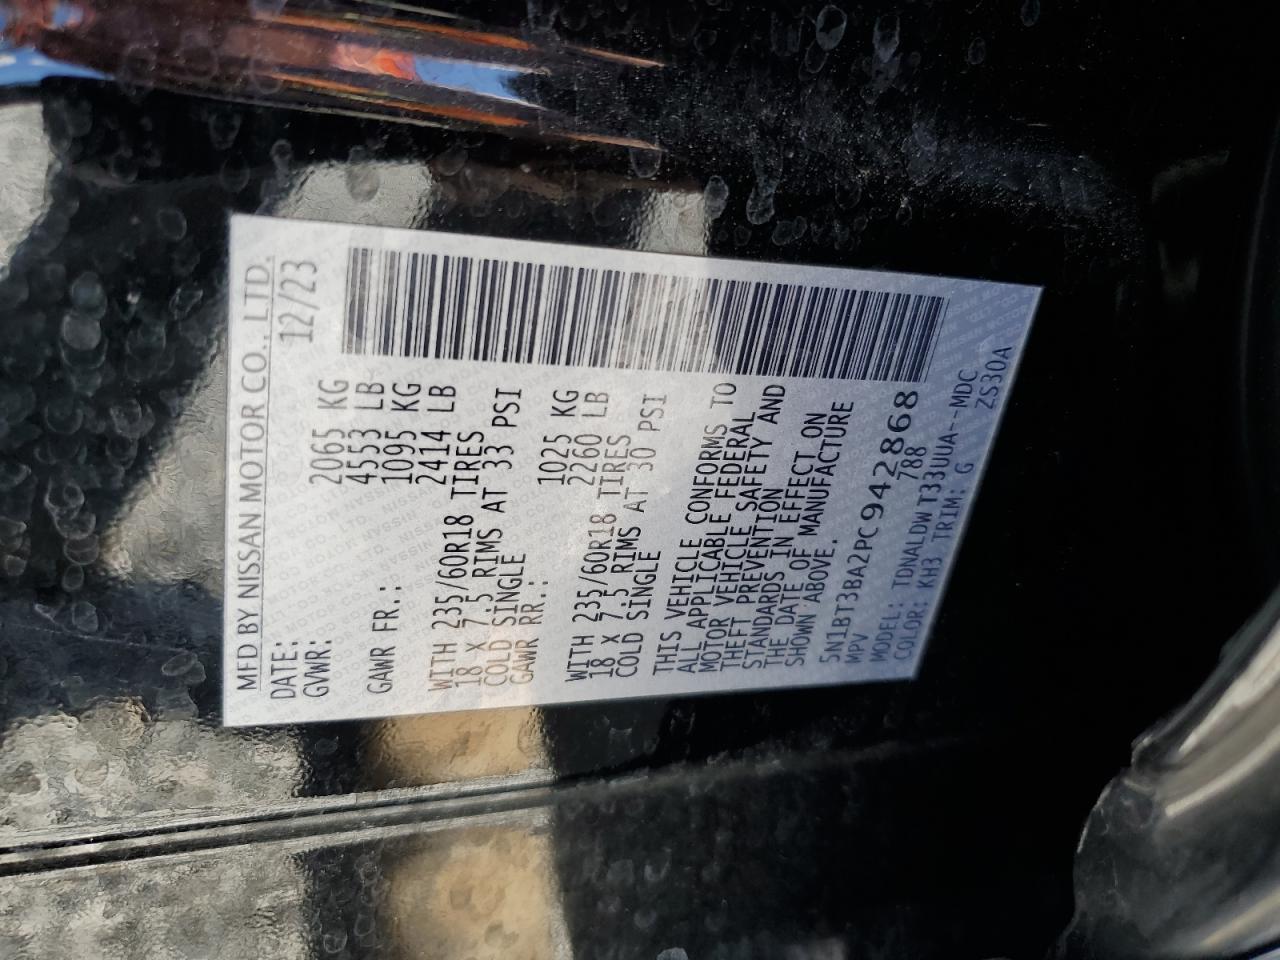 MFD BY NISSAN MOTOR CO., LTD.
DATE: 12/23
GVWR: 2065 KG
4553 LB
GAWR FR.: 1095 KG
2414 LB
WITH 235/60R18 TIRES
18 X 7.5 RIMS AT 33 PSI
COLD SINGLE
GAWR RR.: 1025 KG
2260 LB
WITH 235/60R18 TIRES
18 X 7.5 RIMS AT 30 PSI
COLD SINGLE
THIS VEHICLE CONFORMS TO
ALL APPLICABLE FEDERAL
MOTOR VEHICLE SAFETY AND
THEFT PREVENTION
STANDARDS IN EFFECT ON
THE DATE OF MANUFACTURE
SHOWN ABOVE.
5N1BT3BA2PC942868
MPV 788
MODEL: TDNALDWT33UUA--MDC
COLOR: KH3 TRIM: G ZS30A